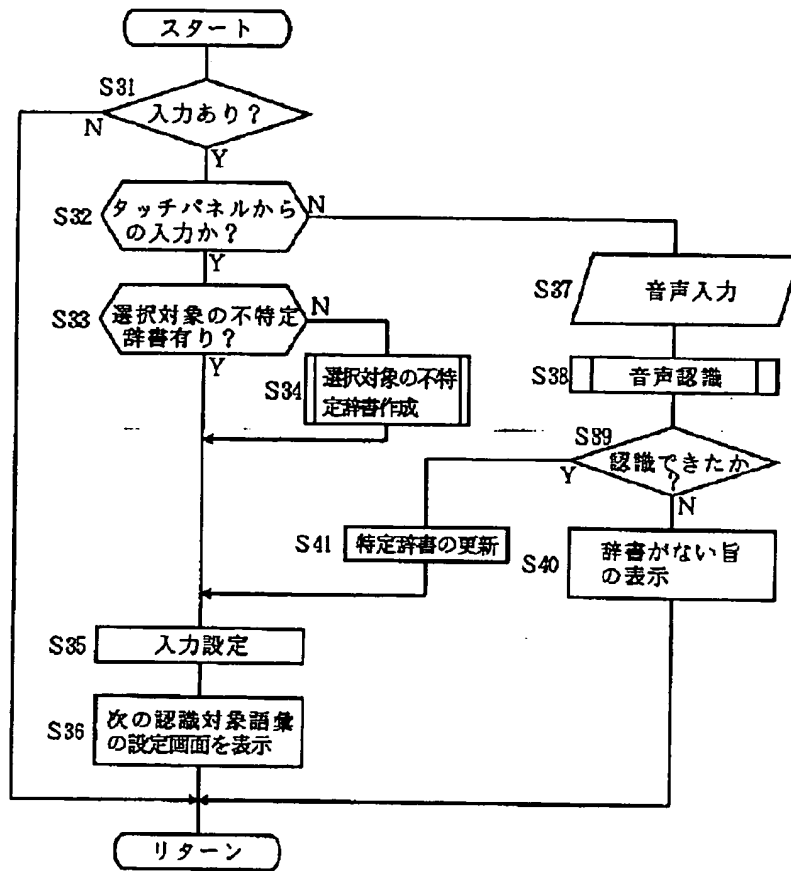 スタート
S31
入力あり?
N
Y
S32
タッチパネルから
の入力か?
N
Y
S33
選択対象の不特定
辞書有り?
N
Y
S34
選択対象の不特
定辞書作成
S37
音声入力
S38
音声認識
S39
認識できたか
?
Y
N
S41
特定辞書の更新
S40
辞書がない旨
の表示
S35
入力設定
S36
次の認識対象語彙
の設定画面を表示
リターン